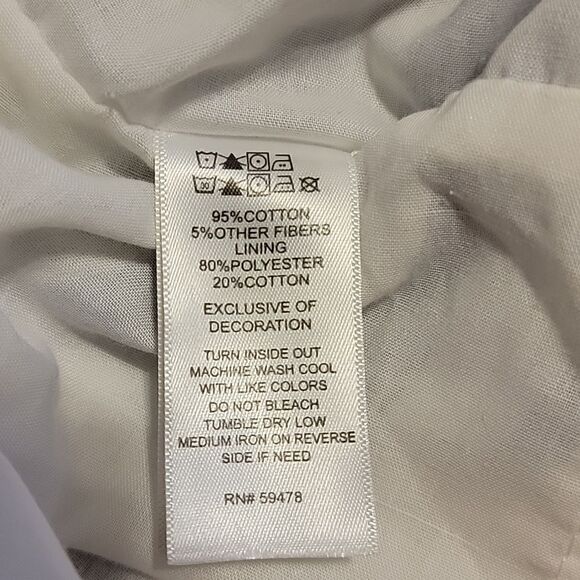 95%COTTON
5%OTHER FIBERS
LINING
80%POLYESTER
20%COTTON
EXCLUSIVE OF
DECORATION
TURN INSIDE OUT
MACHINE WASH COOL
WITH LIKE COLORS
DO NOT BLEACH
TUMBLE DRY LOW
MEDIUM IRON ON REVERSE
SIDE IF NEED
RN# 59478